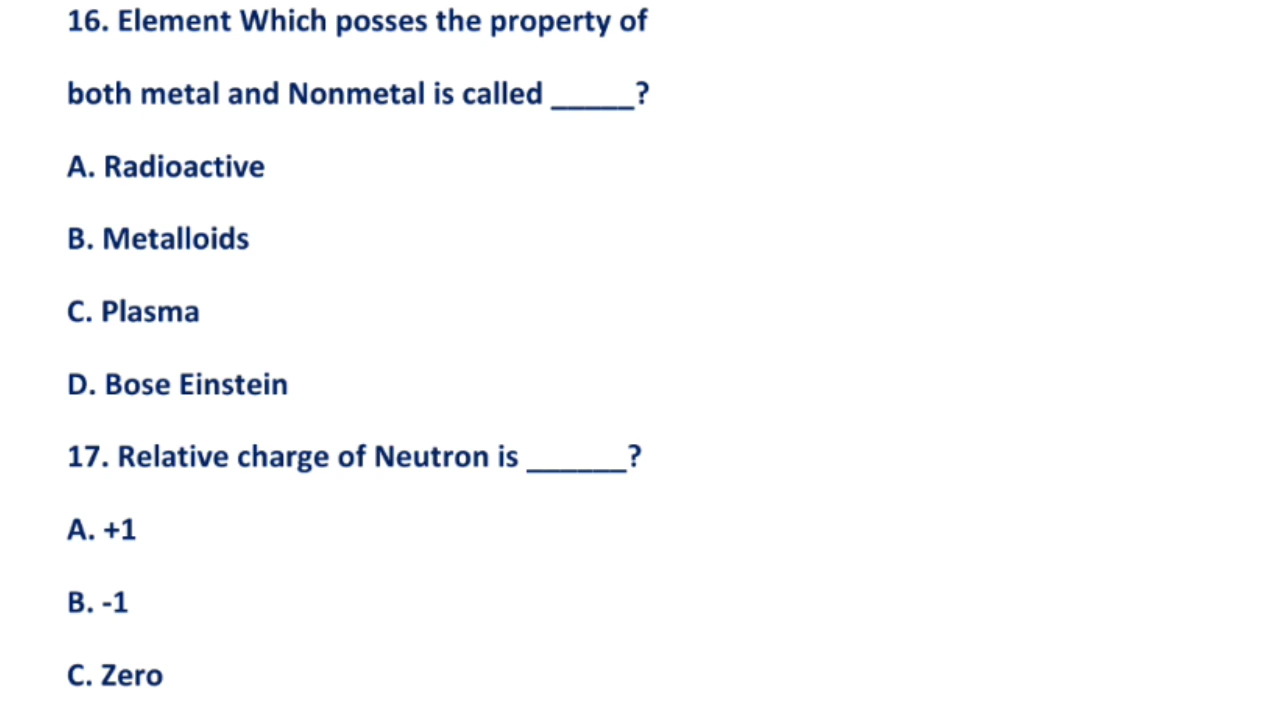 16. Element Which posses the property of
both metal and Nonmetal is called _____?
A. Radioactive
B. Metalloids
C. Plasma
D. Bose Einstein
17. Relative charge of Neutron is ______?
A. +1
B. -1
C. Zero